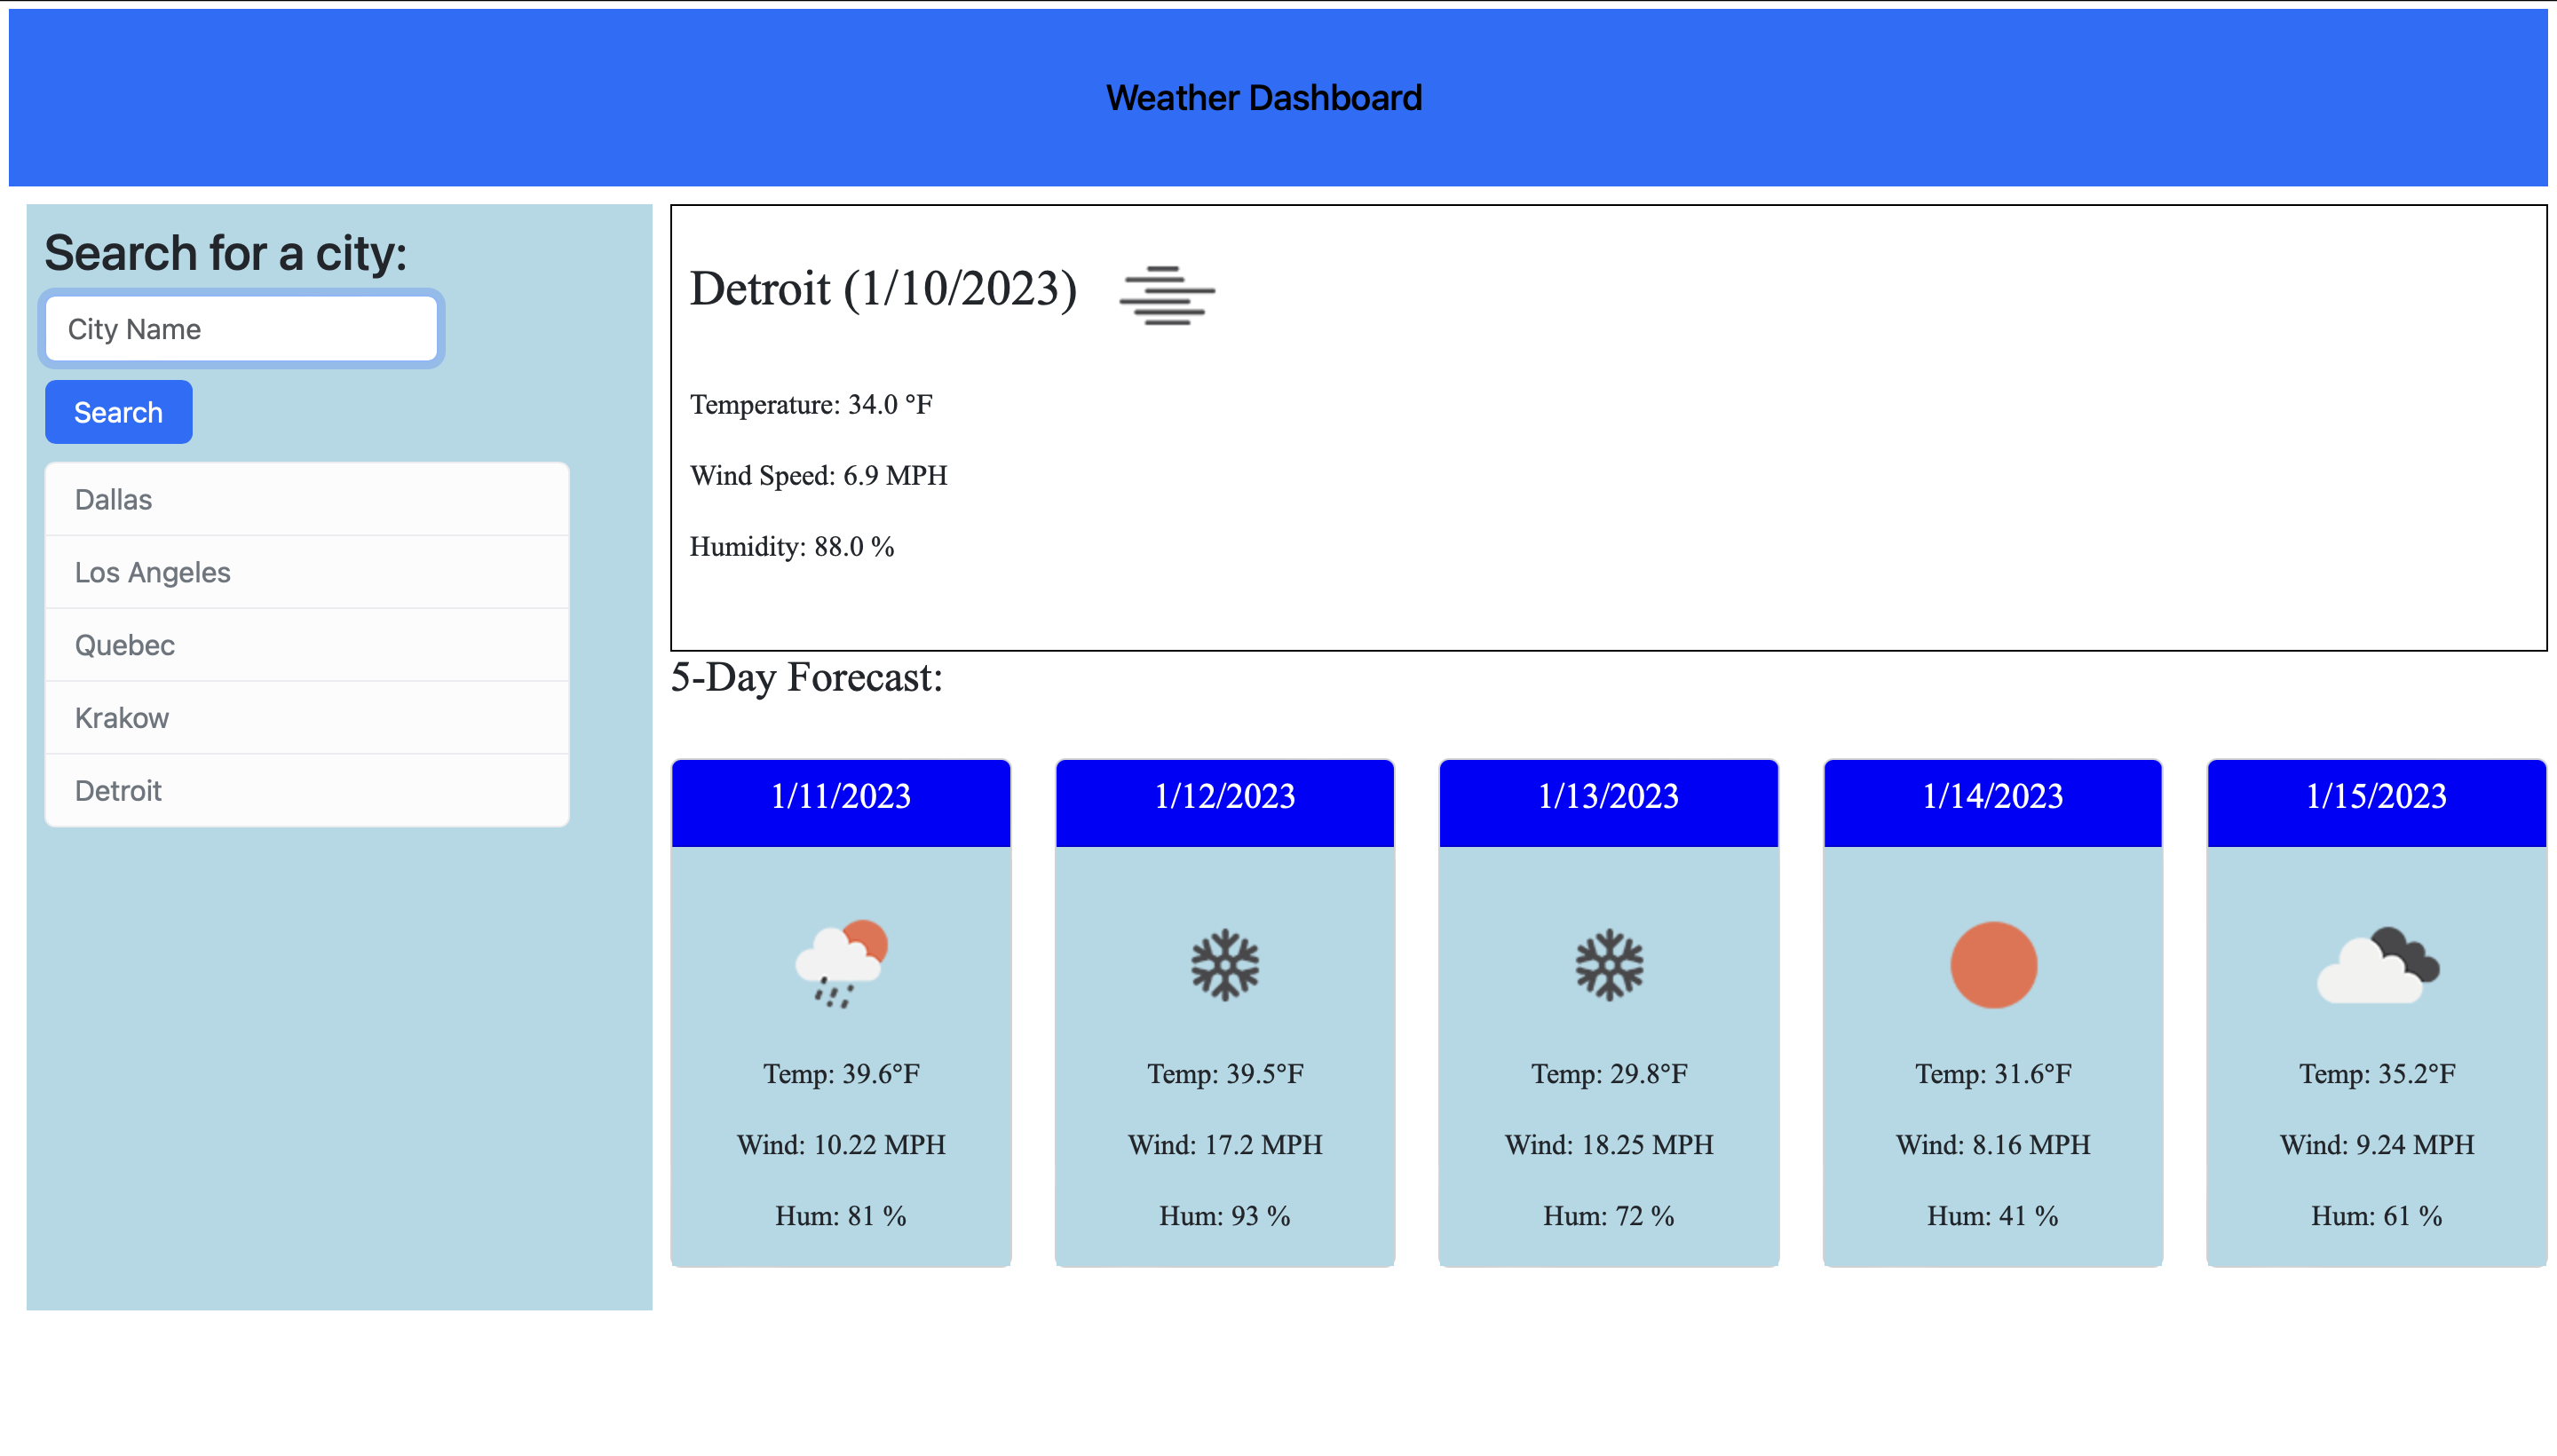 Weather Dashboard
Search for a city:
City Name
Search
Dallas
Los Angeles
Quebec
Krakow
Detroit
Detroit (1/10/2023)
Temperature: 34.0 °F
Wind Speed: 6.9 MPH
Humidity: 88.0 %
5-Day Forecast:
1/11/2023
Temp: 39.6°F
Wind: 10.22 MPH
Hum: 81 %
1/12/2023
Temp: 39.5°F
Wind: 17.2 MPH
Hum: 93 %
1/13/2023
Temp: 29.8°F
Wind: 18.25 MPH
Hum: 72 %
1/14/2023
Temp: 31.6°F
Wind: 8.16 MPH
Hum: 41 %
1/15/2023
Temp: 35.2°F
Wind: 9.24 MPH
Hum: 61 %